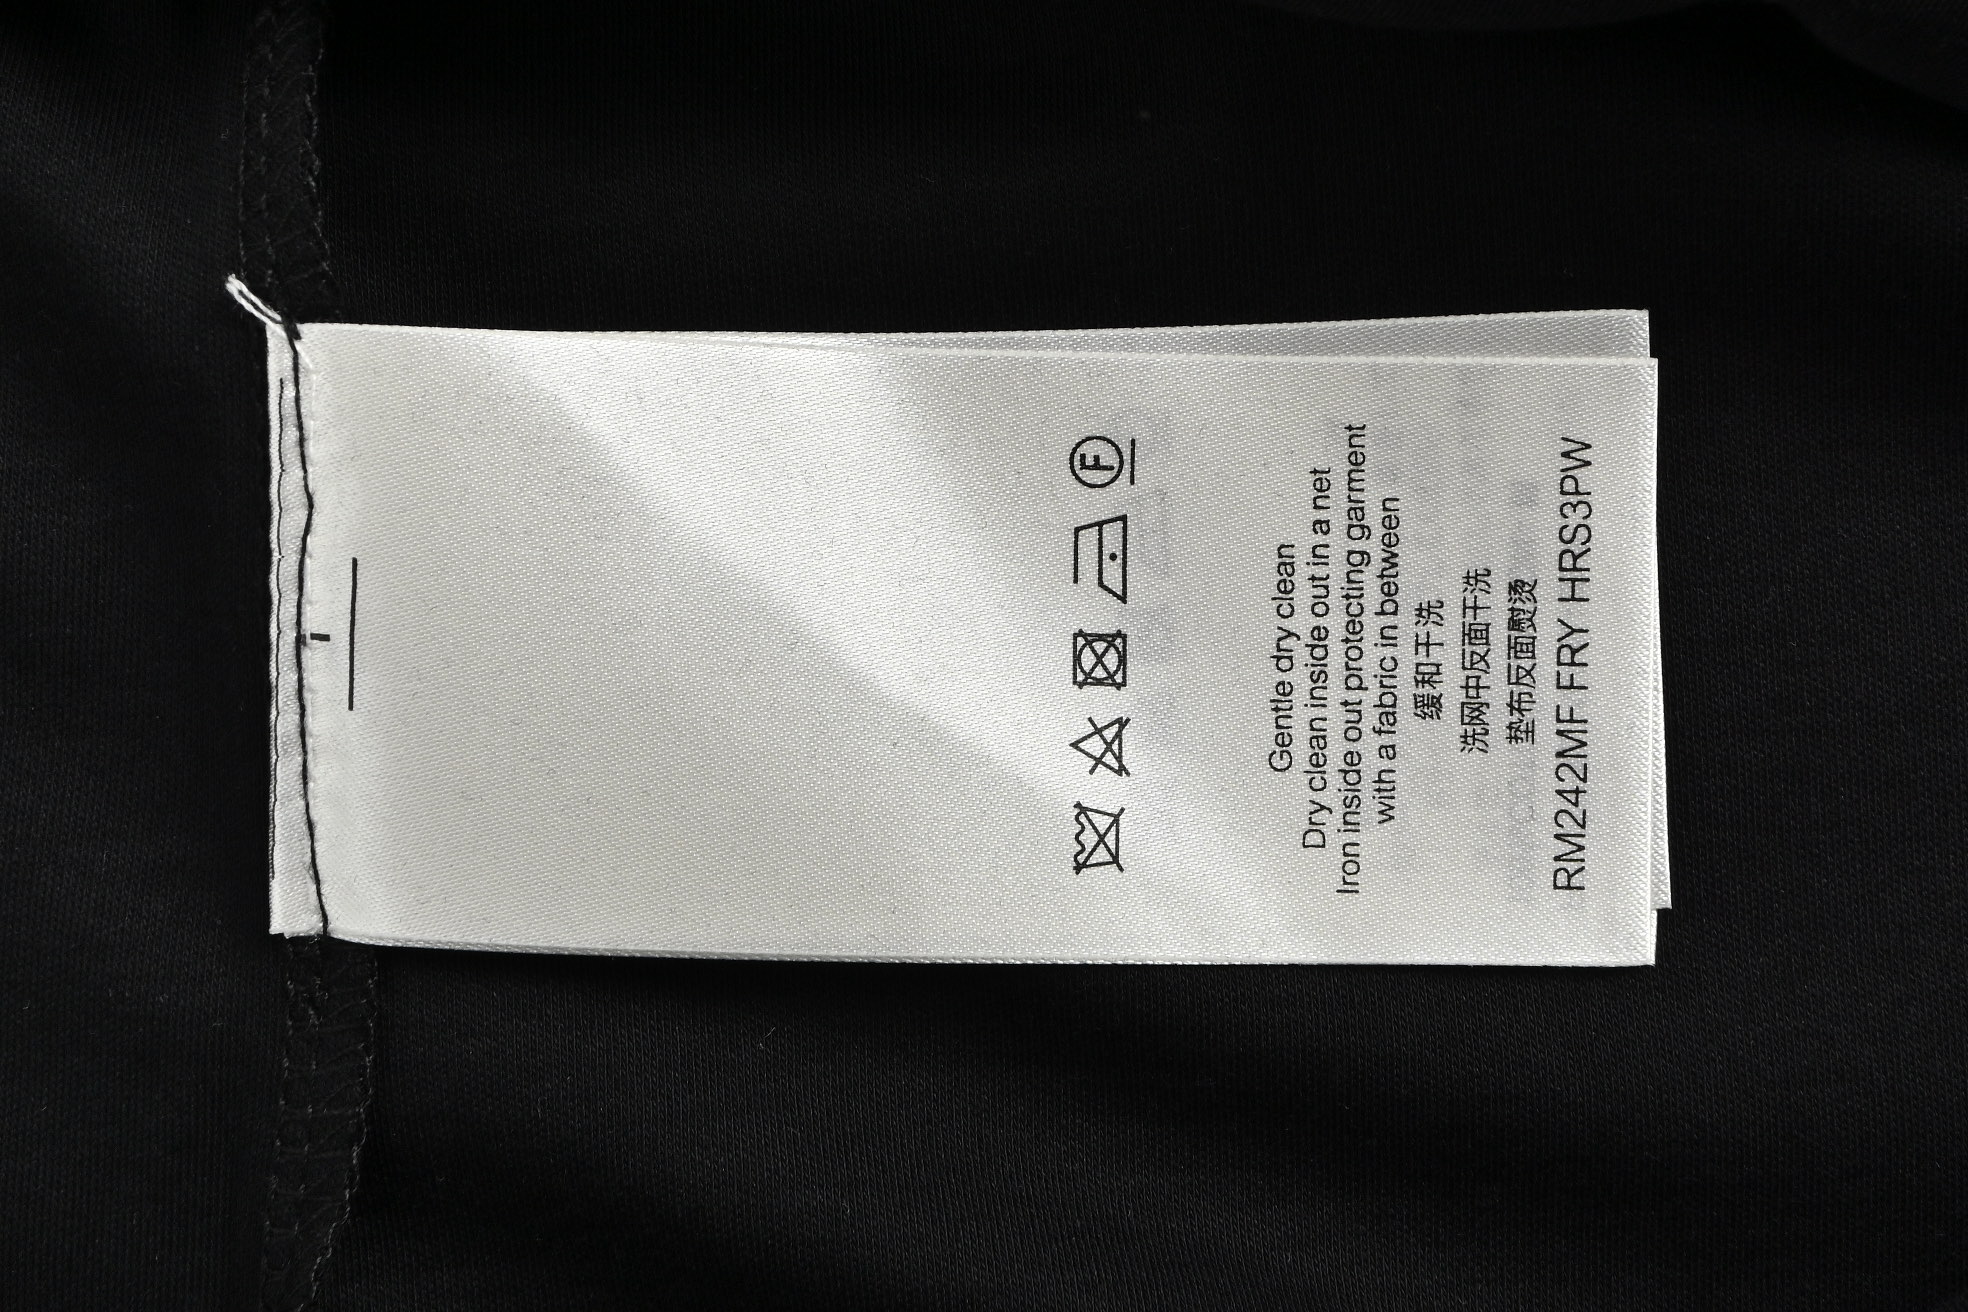 F
Gentle dry clean
Dry clean inside out in a net
Iron inside out protecting garment
with a fabric in between
缓和干洗
洗网中反面干洗
垫布反面熨烫
RM242MF FRY HRS3PW